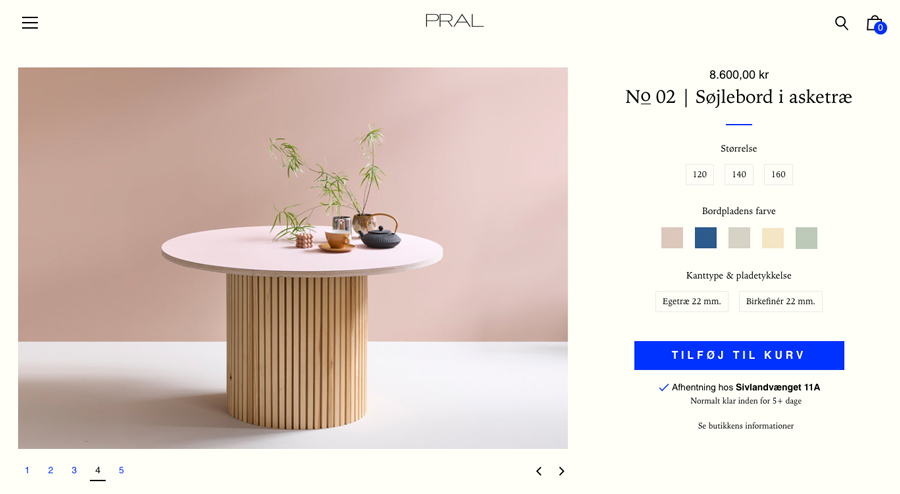 PRAL
0
8.600,00 kr
Nº 02 | Søjlebord i asketræ
Størrelse
120 140 160
Bordpladens farve
Kanttype & pladetykkelse
Egetræ 22 mm. Birkefinér 22 mm.
TILFØJ TIL KURV
Afhentning hos Sivlandvænget 11A
Normalt klar inden for 5+ dage
Se butikkens informationer
1 2 3 4 5